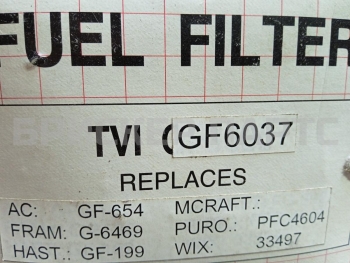 FUEL FILTER
TVI GF6037
REPLACES
AC: GF-654 MCRAFT.:
FRAM: G-6469 PURO.: PFC4604
HAST.: GF-199 WIX: 33497